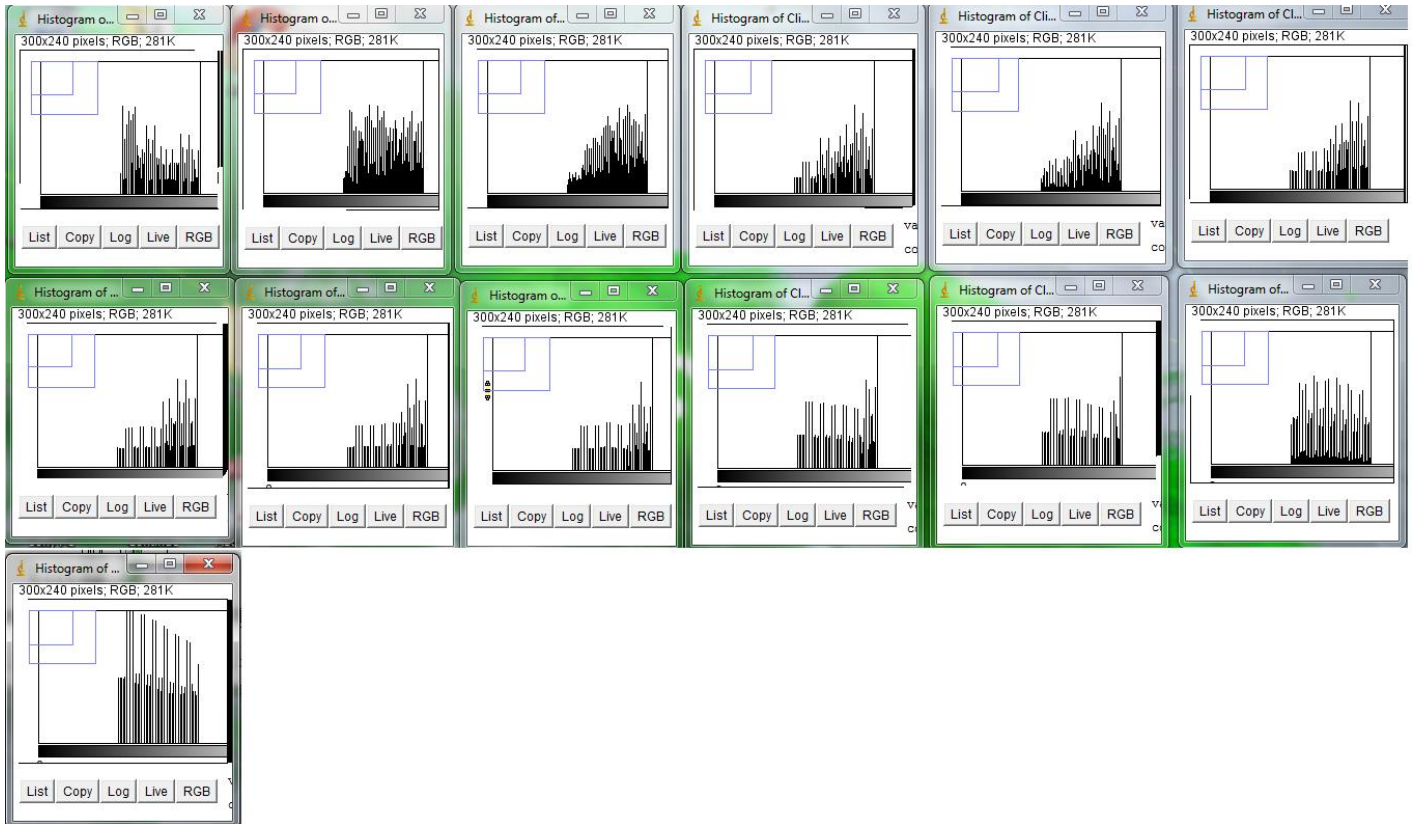 Histogram o...
300x240 pixels; RGB; 281K
List Copy Log Live RGB
Histogram o...
300x240 pixels; RGB; 281K
List Copy Log Live RGB
Histogram of...
300x240 pixels; RGB; 281K
List Copy Log Live RGB
Histogram of Cli...
300x240 pixels; RGB; 281K
List Copy Log Live RGB
va
co
Histogram of Cli...
300x240 pixels; RGB; 281K
List Copy Log Live RGB
va
co
Histogram of Cl...
300x240 pixels; RGB; 281K
List Copy Log Live RGB
Histogram of ...
300x240 pixels; RGB; 281K
List Copy Log Live RGB
Histogram of...
300x240 pixels; RGB; 281K
List Copy Log Live RGB
Histogram o...
300x240 pixels; RGB; 281K
List Copy Log Live RGB
Histogram of Cl...
300x240 pixels; RGB; 281K
List Copy Log Live RGB
Histogram of Cl...
300x240 pixels; RGB; 281K
List Copy Log Live RGB
Histogram of...
300x240 pixels; RGB; 281K
List Copy Log Live RGB
Histogram of ...
300x240 pixels; RGB; 281K
List Copy Log Live RGB